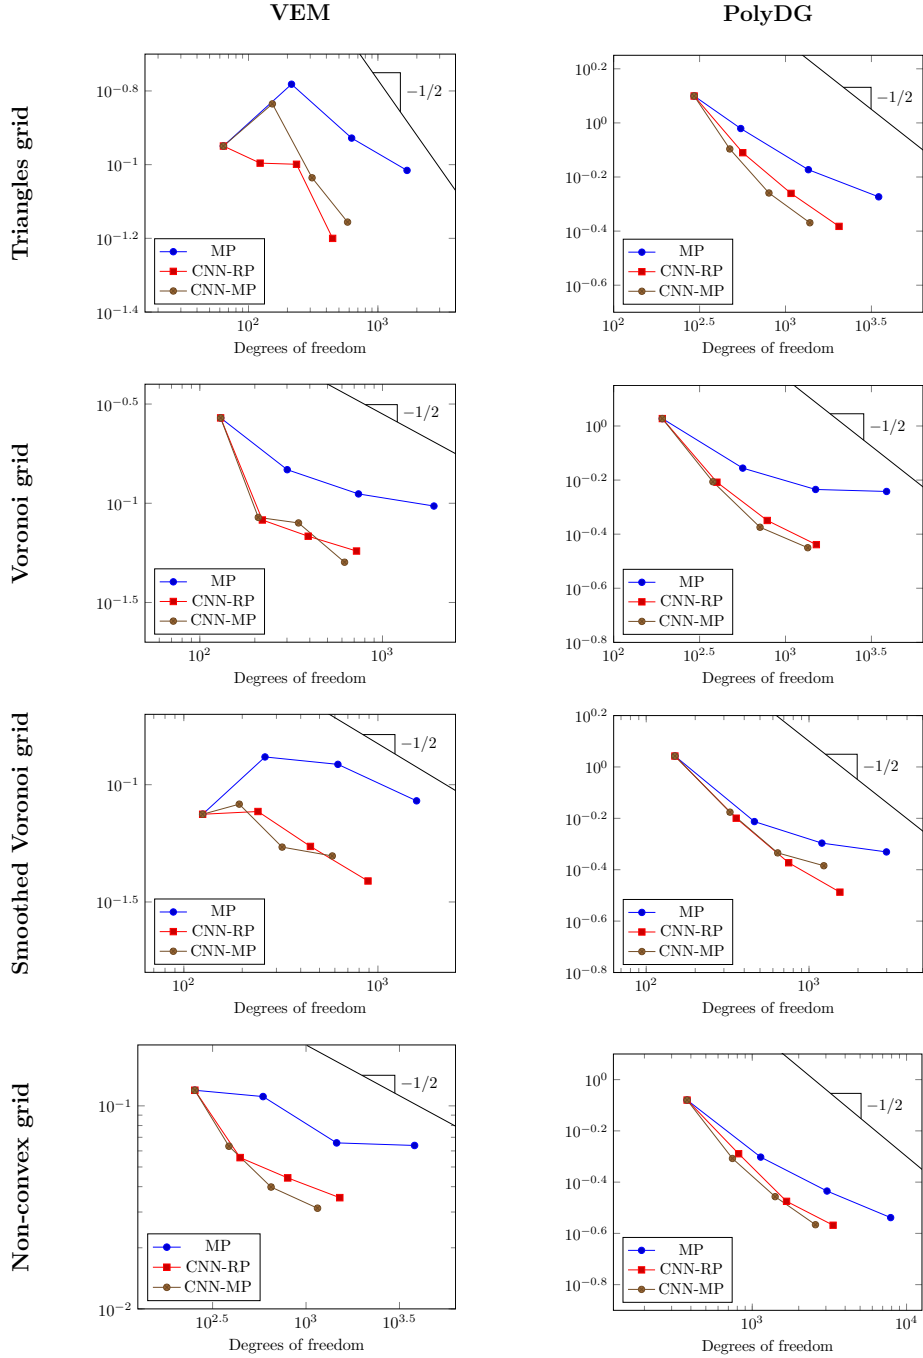 VEM
PolyDG
Triangles grid
10^−0.8
10^−1
10^−1.2
10^−1.4
−1/2
MP
CNN-RP
CNN-MP
10^2
10^3
Degrees of freedom
10^0.2
10^0
10^−0.2
10^−0.4
10^−0.6
−1/2
MP
CNN-RP
CNN-MP
10^2
10^2.5
10^3
10^3.5
Degrees of freedom
Voronoi grid
10^−0.5
10^−1
10^−1.5
−1/2
MP
CNN-RP
CNN-MP
10^2
10^3
Degrees of freedom
10^0
10^−0.2
10^−0.4
10^−0.6
10^−0.8
−1/2
MP
CNN-RP
CNN-MP
10^2
10^2.5
10^3
10^3.5
Degrees of freedom
Smoothed Voronoi grid
10^−1
10^−1.5
−1/2
MP
CNN-RP
CNN-MP
10^2
10^3
Degrees of freedom
10^0.2
10^0
10^−0.2
10^−0.4
10^−0.6
10^−0.8
−1/2
MP
CNN-RP
CNN-MP
10^2
10^3
Degrees of freedom
Non-convex grid
10^−1
10^−2
−1/2
MP
CNN-RP
CNN-MP
10^2.5
10^3
10^3.5
Degrees of freedom
10^0
10^−0.2
10^−0.4
10^−0.6
10^−0.8
−1/2
MP
CNN-RP
CNN-MP
10^3
10^4
Degrees of freedom